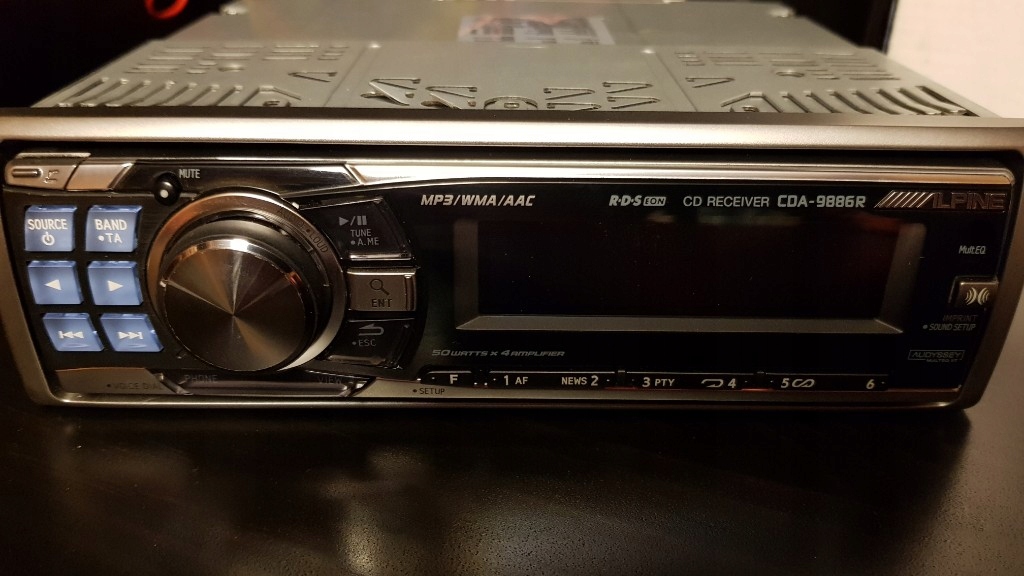 MUTE
MP3/WMA/AAC
R·D·S EON CD RECEIVER CDA-9886R ALPINE
SOURCE
BAND
•TA
TUNE
•A.ME
MultEQ
ENT
•ESC
IMPRINT
•SOUND SETUP
50 WATTS x 4 AMPLIFIER
AUDYSSEY
F 1 AF NEWS 2 3 PTY 4 5 6
•SETUP